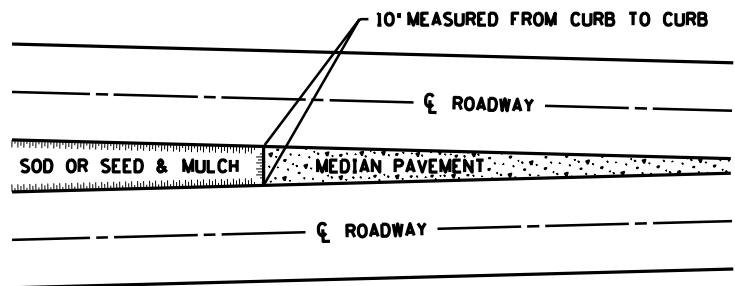 10" MEASURED FROM CURB TO CURB
℄ ROADWAY
SOD OR SEED & MULCH
MEDIAN PAVEMENT
℄ ROADWAY